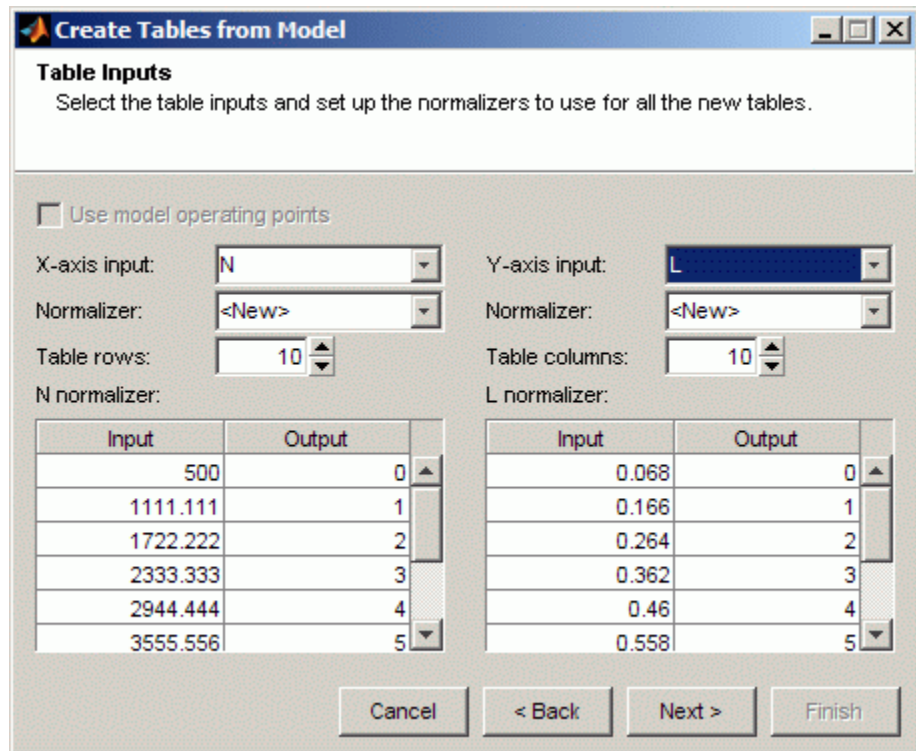 Create Tables from Model
Table Inputs
Select the table inputs and set up the normalizers to use for all the new tables.
Use model operating points
X-axis input: N Y-axis input: L
Normalizer: <New> Normalizer: <New>
Table rows: 10 Table columns: 10
N normalizer: L normalizer:
Input Output Input Output
500 0 0.068 0
1111.111 1 0.166 1
1722.222 2 0.264 2
2333.333 3 0.362 3
2944.444 4 0.46 4
3555.556 5 0.558 5
Cancel < Back Next > Finish